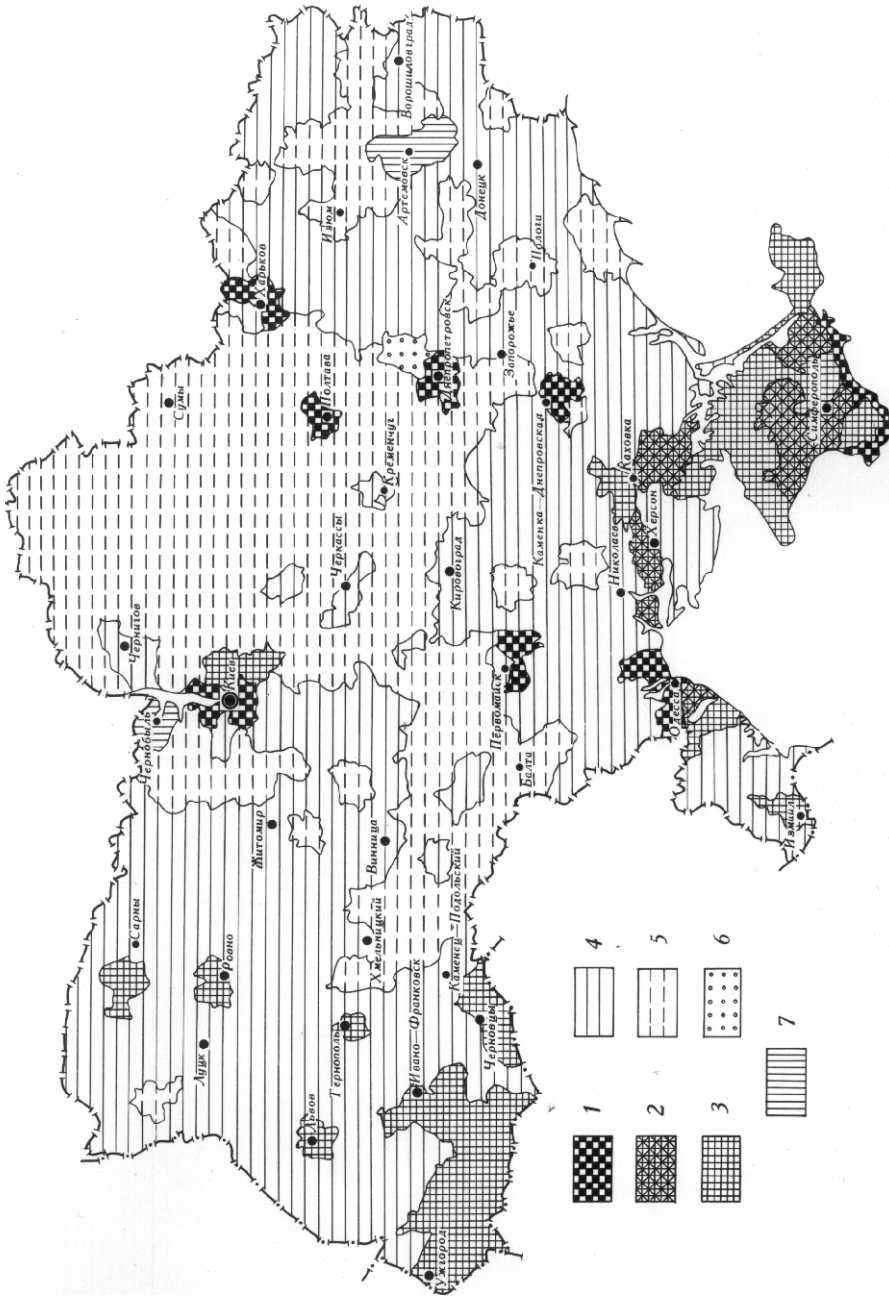 Ворошиловград
Артемовск
Изюм
Донецк
Харьков
Пологи
Сумы
Полтава
Днепропетровск
Запорожье
Кременчуг
Каменка—Днепровская
Каховка
Симферополь
Черкассы
Кировоград
Николаев
Херсон
Чернигов
Киев
Чернобыль
Первомайск
Одесса
Балта
Житомир
Винница
Измаил
Сарны
Ровно
Хмельницкий
Каменец—Подольский
Луцк
Тернополь
Ивано—Франковск
Черновцы
Львов
Ужгород
1
2
3
4
5
6
7